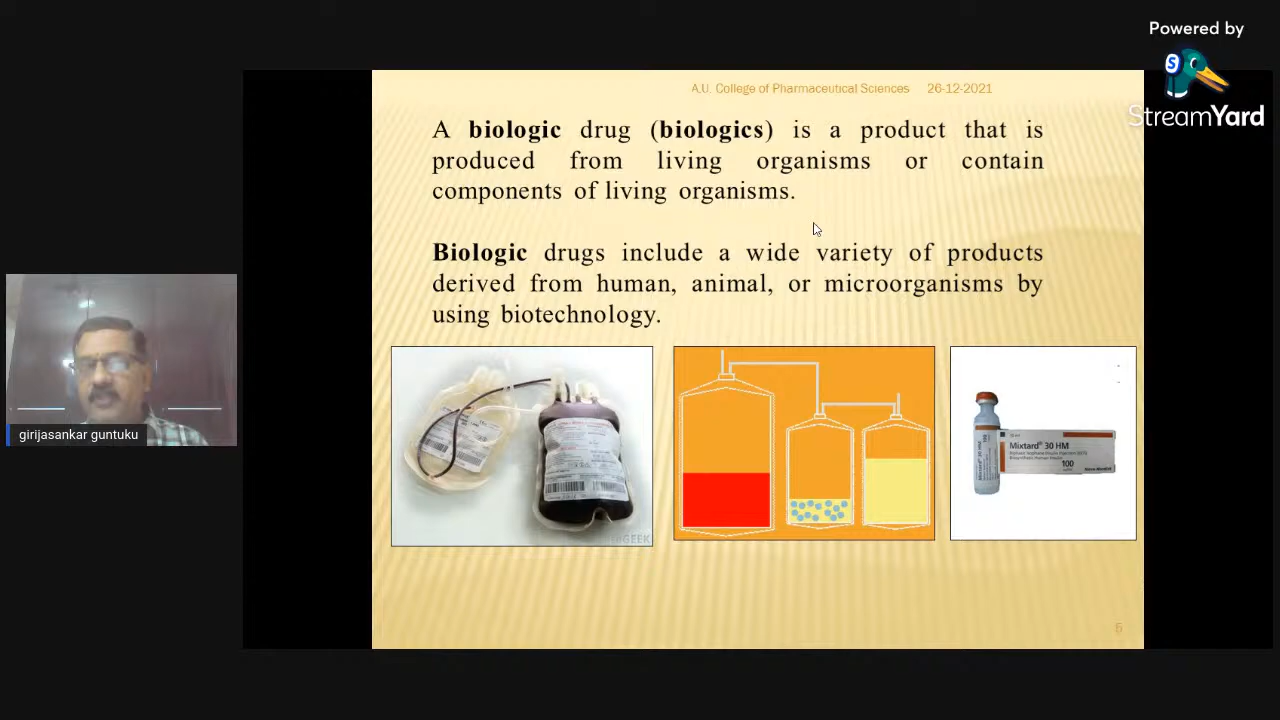 Powered by
StreamYard
A.U. College of Pharmaceutical Sciences 26-12-2021
A biologic drug (biologics) is a product that is
produced from living organisms or contain
components of living organisms.
Biologic drugs include a wide variety of products
derived from human, animal, or microorganisms by
using biotechnology.
girijasankar guntuku
Mixtard® 30 HM
100
GEEK
5